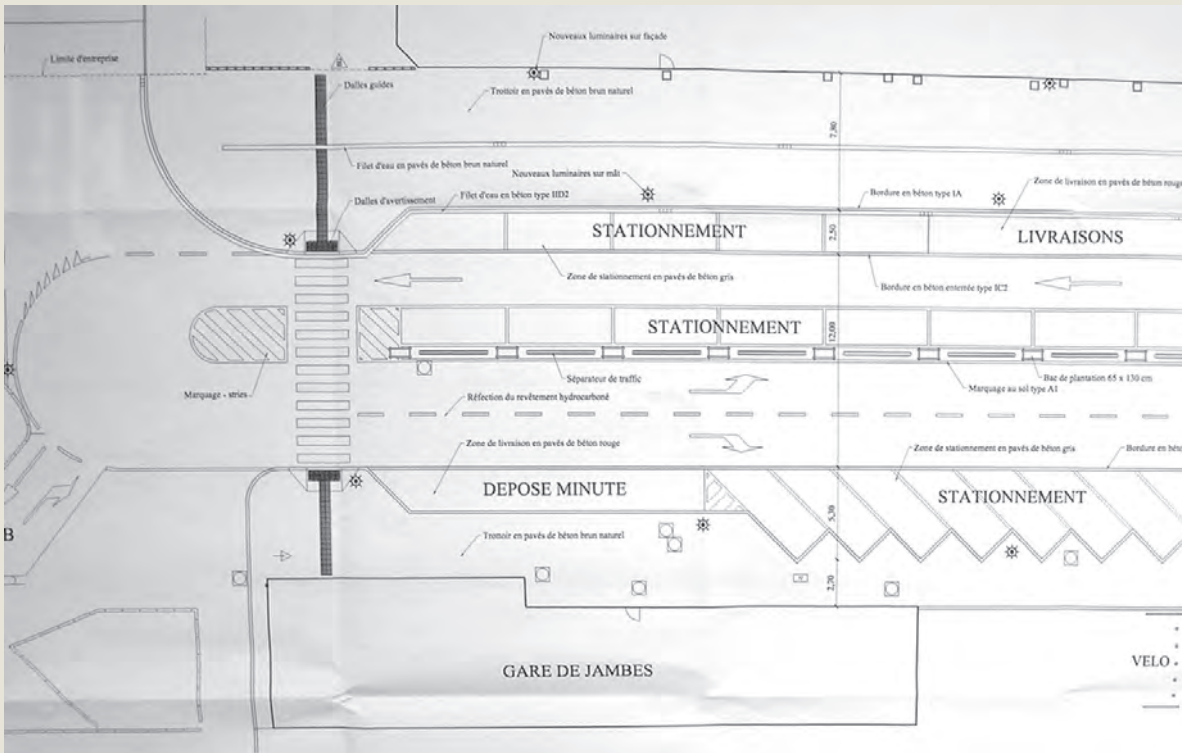 Nouveaux luminaires sur façade
Limite d'entreprise
Dalles guides
Trottoir en pavés de béton brun naturel
7,80
Filet d'eau en pavés de béton brun naturel
Nouveaux luminaires sur mât
Zone de livraison en pavés de béton rouge
Filet d'eau en béton type IID2
Bordure en béton type IA
Dalles d'avertissement
STATIONNEMENT
2,50
LIVRAISONS
Zone de stationnement en pavés de béton gris
Bordure en béton enterrée type IC2
STATIONNEMENT
12,00
Séparateur de traffic
Bac de plantation 65 x 130 cm
Marquage - stries
Marquage au sol type A1
Réfection du revêtement hydrocarboné
Zone de livraison en pavés de béton rouge
Zone de stationnement en pavés de béton gris
Bordure en béto
DEPOSE MINUTE
STATIONNEMENT
5,30
B
Trottoir en pavés de béton brun naturel
2,70
GARE DE JAMBES
VELO